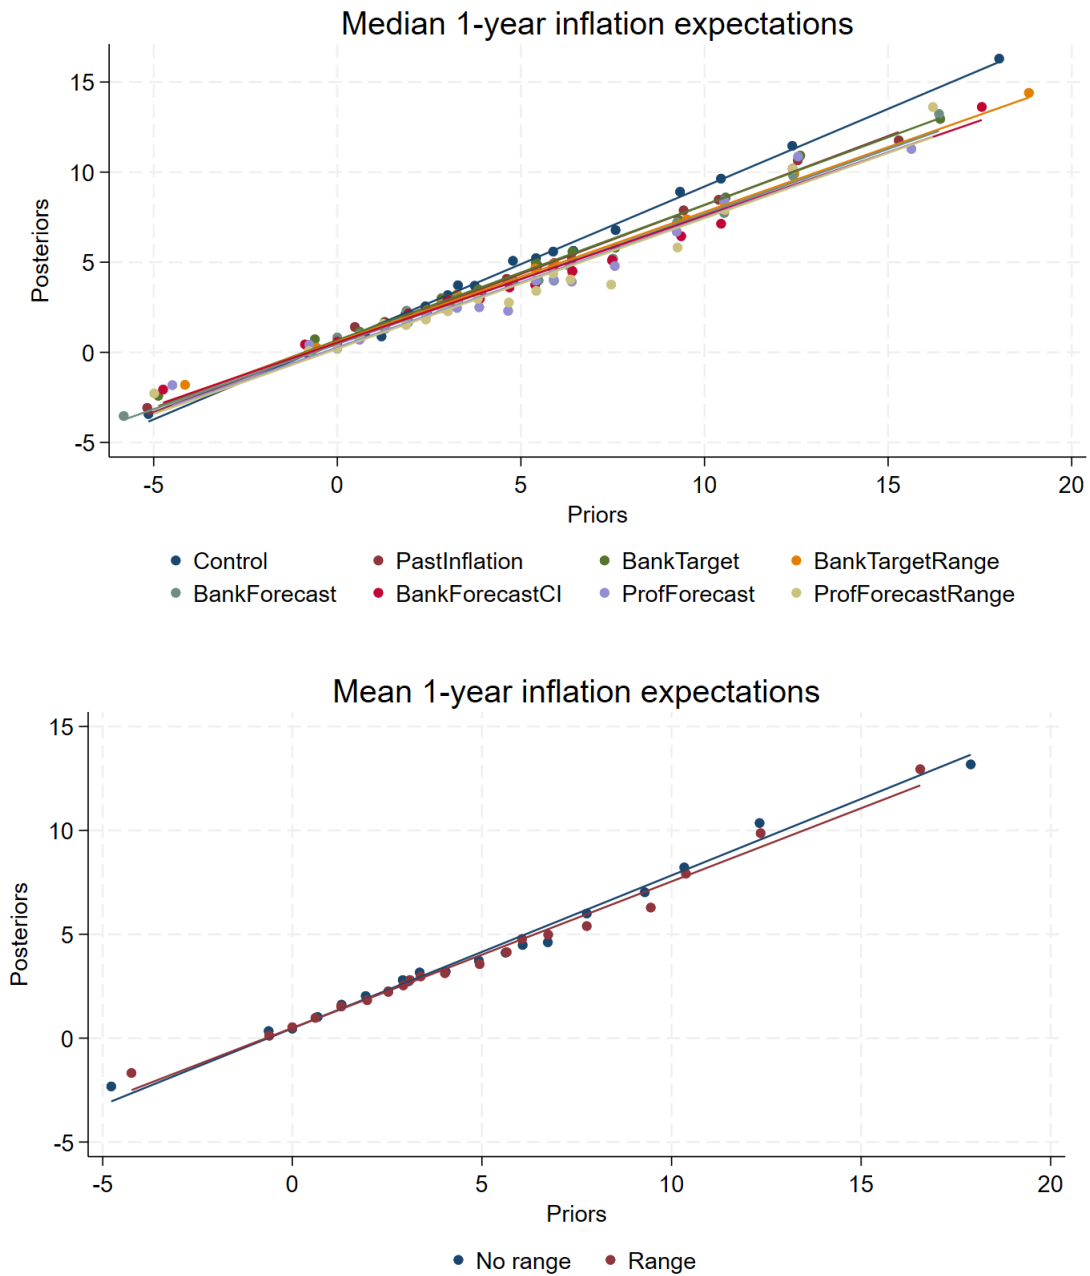 Median 1-year inflation expectations
15
10
5
0
-5
Posteriors
-5 0 5 10 15 20
Priors
Control PastInflation BankTarget BankTargetRange
BankForecast BankForecastCI ProfForecast ProfForecastRange
Mean 1-year inflation expectations
15
10
5
0
-5
Posteriors
-5 0 5 10 15 20
Priors
No range Range